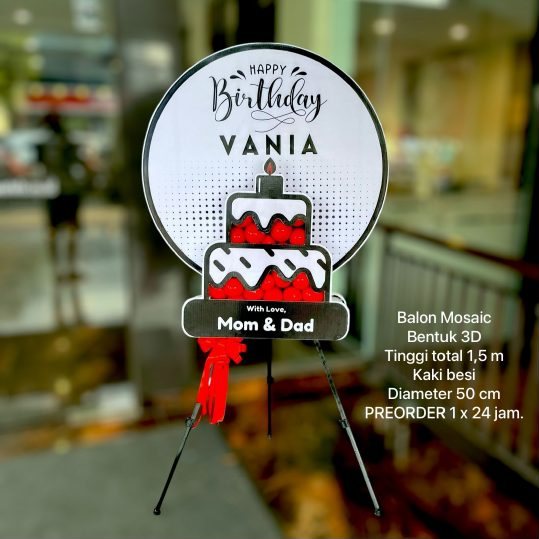 HAPPY
Birthday
VANIA
With Love,
Mom & Dad
Balon Mosaic
Bentuk 3D
Tinggi total 1,5 m
Kaki besi
Diameter 50 cm
PREORDER 1 x 24 jam.